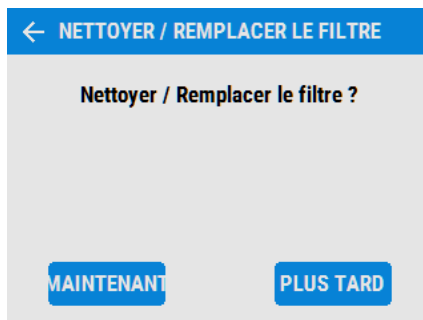 NETTOYER / REMPLACER LE FILTRE
Nettoyer / Remplacer le filtre ?
MAINTENANT
PLUS TARD